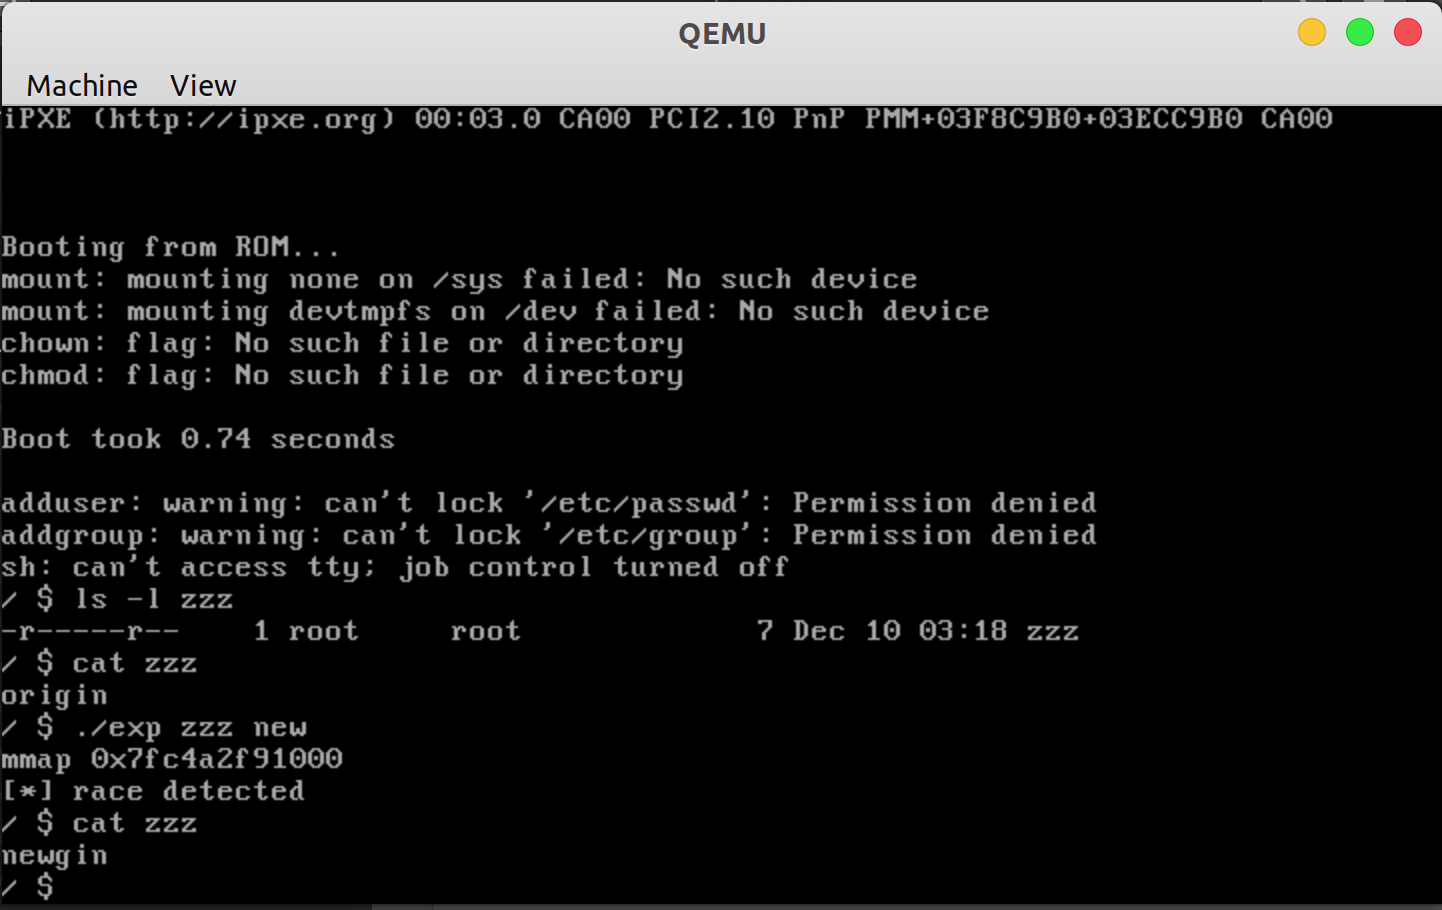 QEMU
Machine View
iPXE (http://ipxe.org) 00:03.0 CA00 PCI2.10 PnP PMM+03F8C9B0+03ECC9B0 CA00
Booting from ROM...
mount: mounting none on /sys failed: No such device
mount: mounting devtmpfs on /dev failed: No such device
chown: flag: No such file or directory
chmod: flag: No such file or directory
Boot took 0.74 seconds
adduser: warning: can't lock '/etc/passwd': Permission denied
addgroup: warning: can't lock '/etc/group': Permission denied
sh: can't access tty; job control turned off
/ $ ls -l zzz
-r-----r--    1 root     root             7 Dec 10 03:18 zzz
/ $ cat zzz
origin
/ $ ./exp zzz new
mmap 0x7fc4a2f91000
[*] race detected
/ $ cat zzz
newgin
/ $